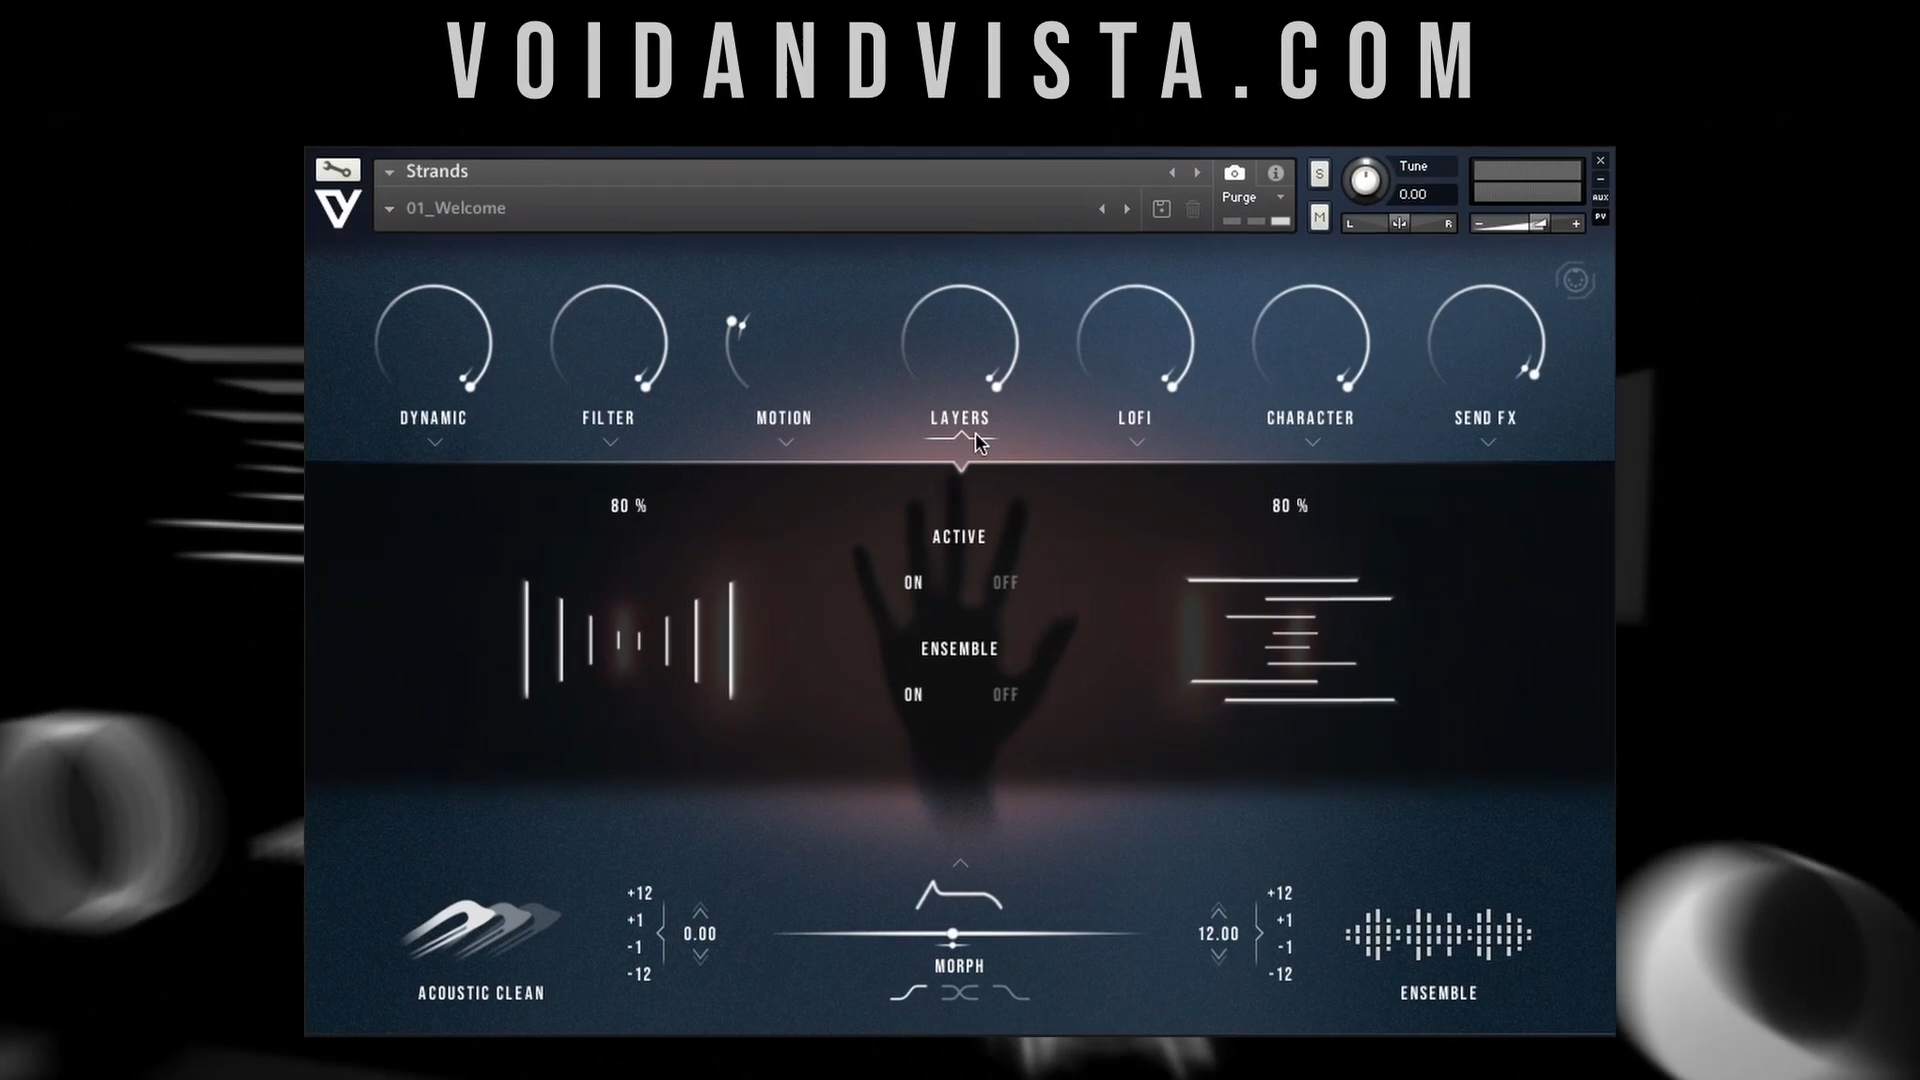 VOIDANDVISTA.COM
Strands
01_Welcome
Purge
S
M
Tune
0.00
L R
- +
AUX
PV
DYNAMIC FILTER MOTION LAYERS LOFI CHARACTER SEND FX
80 % 80 %
ACTIVE
ON OFF
ENSEMBLE
ON OFF
+12 +12
+1 +1
0.00 12.00
-1 -1
-12 -12
MORPH
ACOUSTIC CLEAN ENSEMBLE